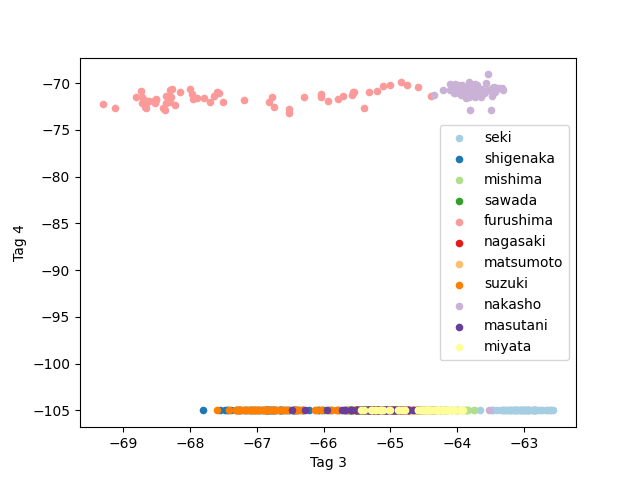 −70
−75
−80
−85
−90
−95
−100
−105
Tag 4
seki
shigenaka
mishima
sawada
furushima
nagasaki
matsumoto
suzuki
nakasho
masutani
miyata
−69 −68 −67 −66 −65 −64 −63
Tag 3